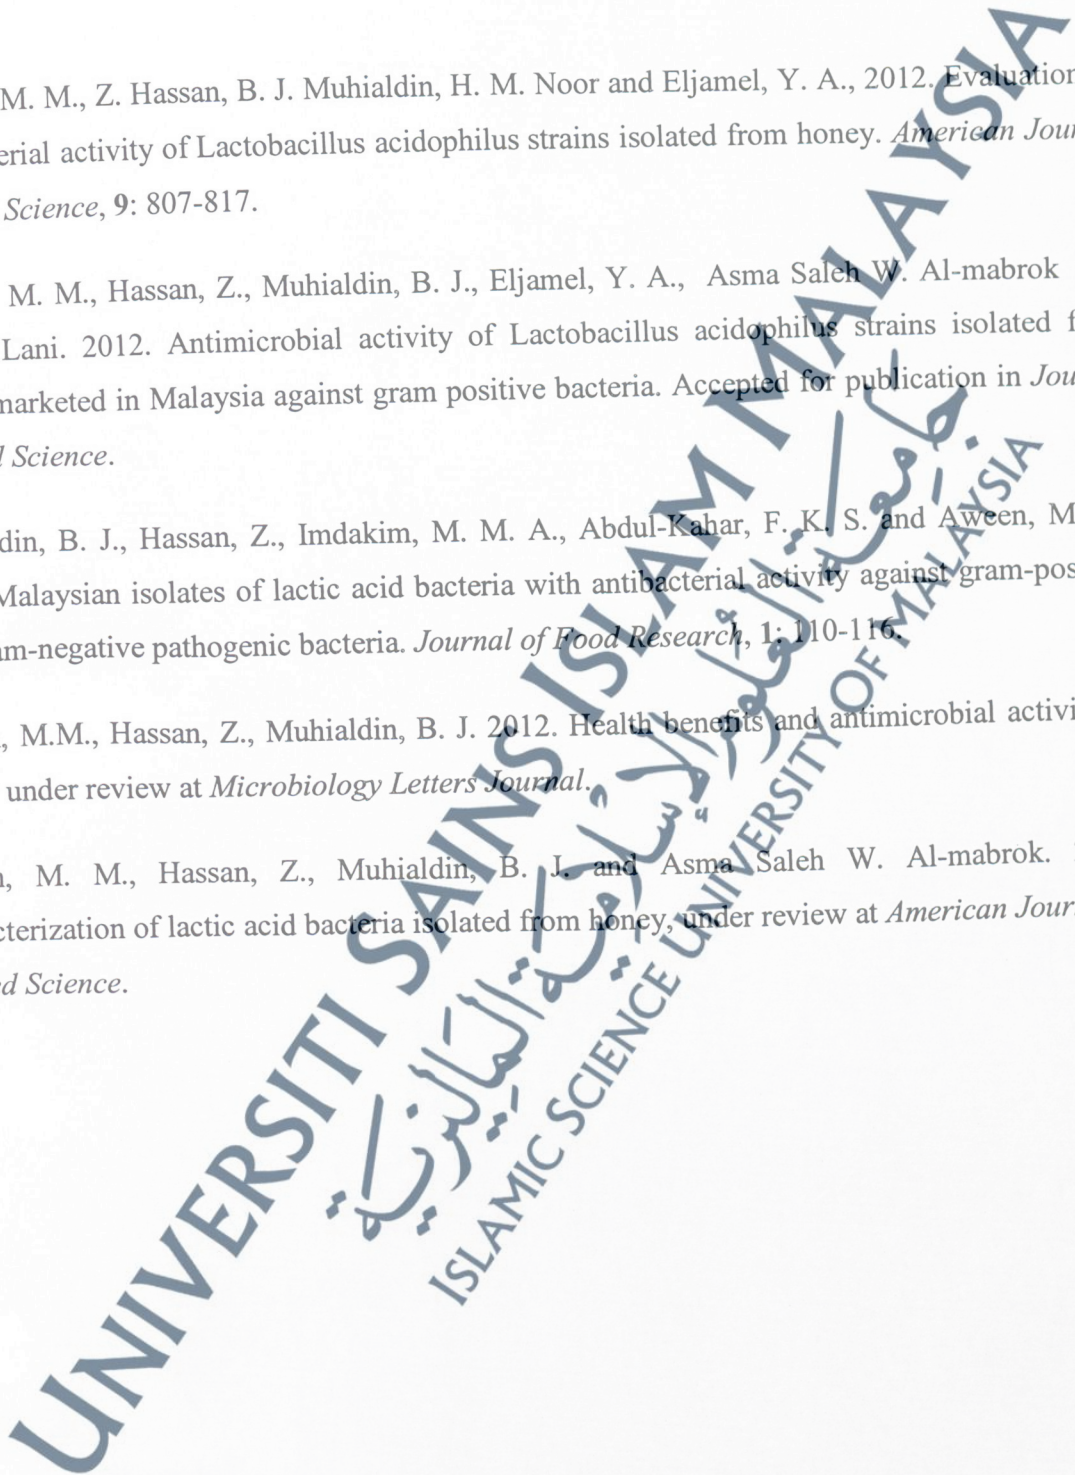 M. M., Z. Hassan, B. J. Muhialdin, H. M. Noor and Eljamel, Y. A., 2012. Evaluation
erial activity of Lactobacillus acidophilus strains isolated from honey. American Jour
Science, 9: 807-817.
M. M., Hassan, Z., Muhialdin, B. J., Eljamel, Y. A., Asma Saleh W. Al-mabrok
Lani. 2012. Antimicrobial activity of Lactobacillus acidophilus strains isolated f
marketed in Malaysia against gram positive bacteria. Accepted for publication in Jou
l Science.
din, B. J., Hassan, Z., Imdakim, M. M. A., Abdul-Kahar, F. K. S. and Aween, M
Malaysian isolates of lactic acid bacteria with antibacterial activity against gram-pos
am-negative pathogenic bacteria. Journal of Food Research, 1: 110-116.
, M.M., Hassan, Z., Muhialdin, B. J. 2012. Health benefits and antimicrobial activi
under review at Microbiology Letters Journal.
n, M. M., Hassan, Z., Muhialdin, B. J. and Asma Saleh W. Al-mabrok.
cterization of lactic acid bacteria isolated from honey, under review at American Jour
d Science.
UNIVERSITI SAINS ISLAM MALAYSIA
جامعة العلوم الإسلامية الماليزية
ISLAMIC SCIENCE UNIVERSITY OF MALAYSIA